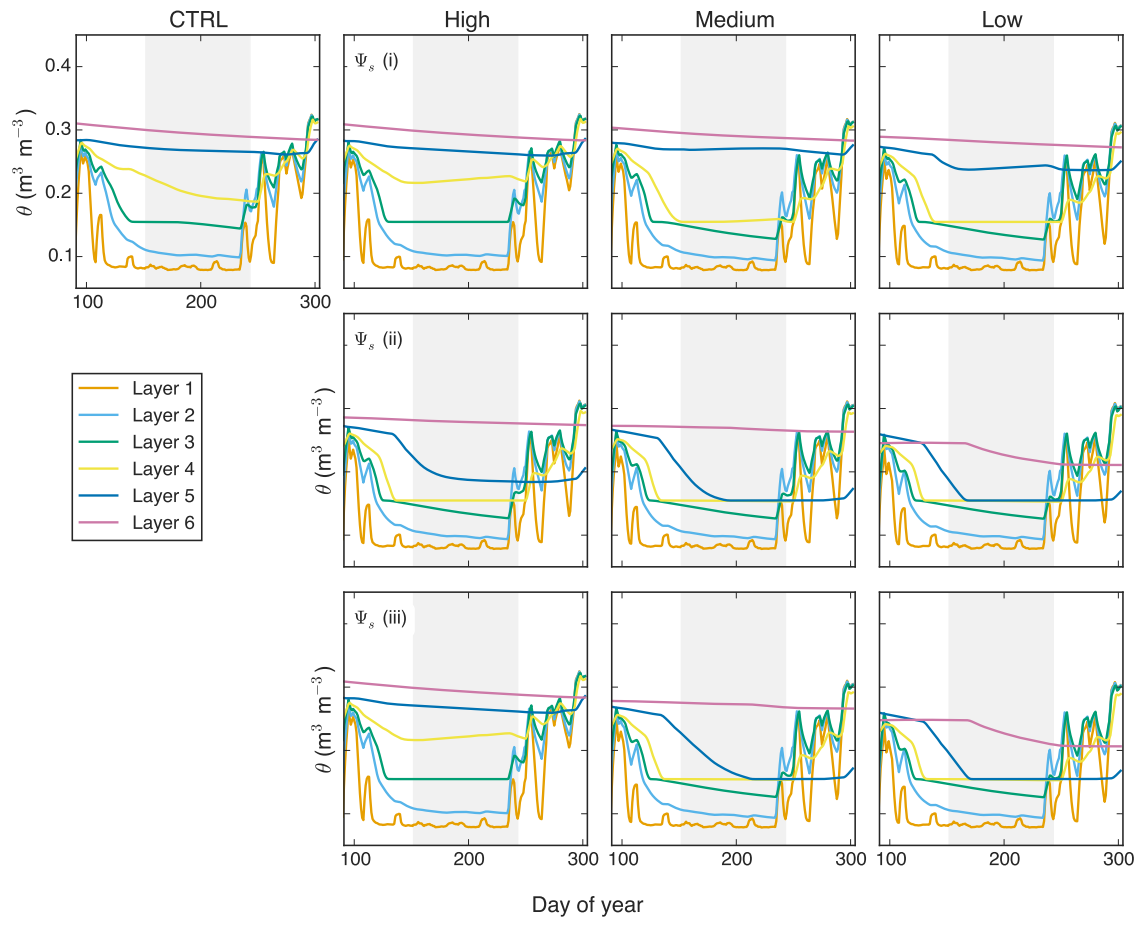 CTRL High Medium Low
Ψs (i)
0.4
0.3
0.2
0.1
θ (m³ m⁻³)
100 200 300
Ψs (ii)
θ (m³ m⁻³)
Layer 1
Layer 2
Layer 3
Layer 4
Layer 5
Layer 6
Ψs (iii)
θ (m³ m⁻³)
100 200 300 100 200 300 100 200 300
Day of year